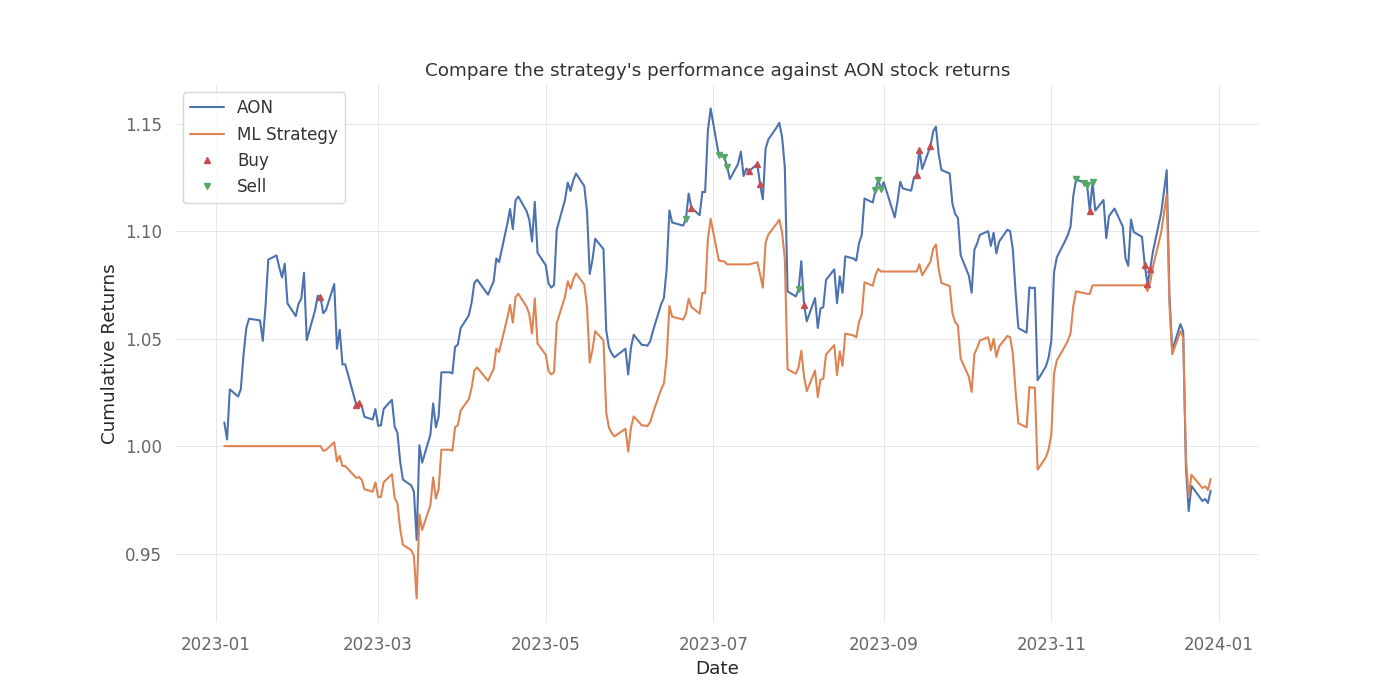 Compare the strategy's performance against AON stock returns
AON
ML Strategy
Buy
Sell
1.15
1.10
1.05
1.00
0.95
Cumulative Returns
2023-01
2023-03
2023-05
2023-07
2023-09
2023-11
2024-01
Date